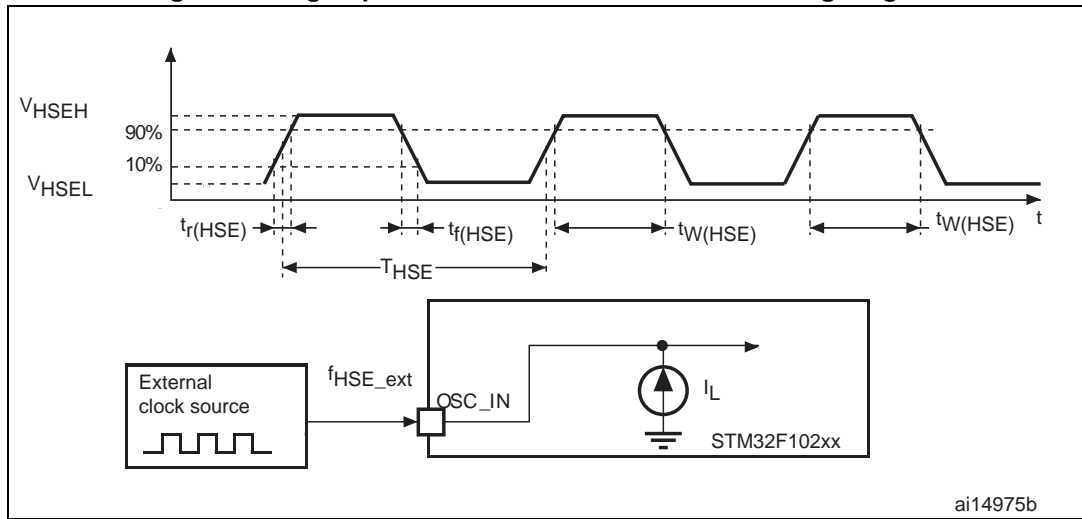 VHSEH
90%
10%
VHSEL
tr(HSE)
tf(HSE)
tW(HSE)
tW(HSE)
t
THSE
External
clock source
fHSE_ext
OSC_IN
IL
STM32F102xx
ai14975b